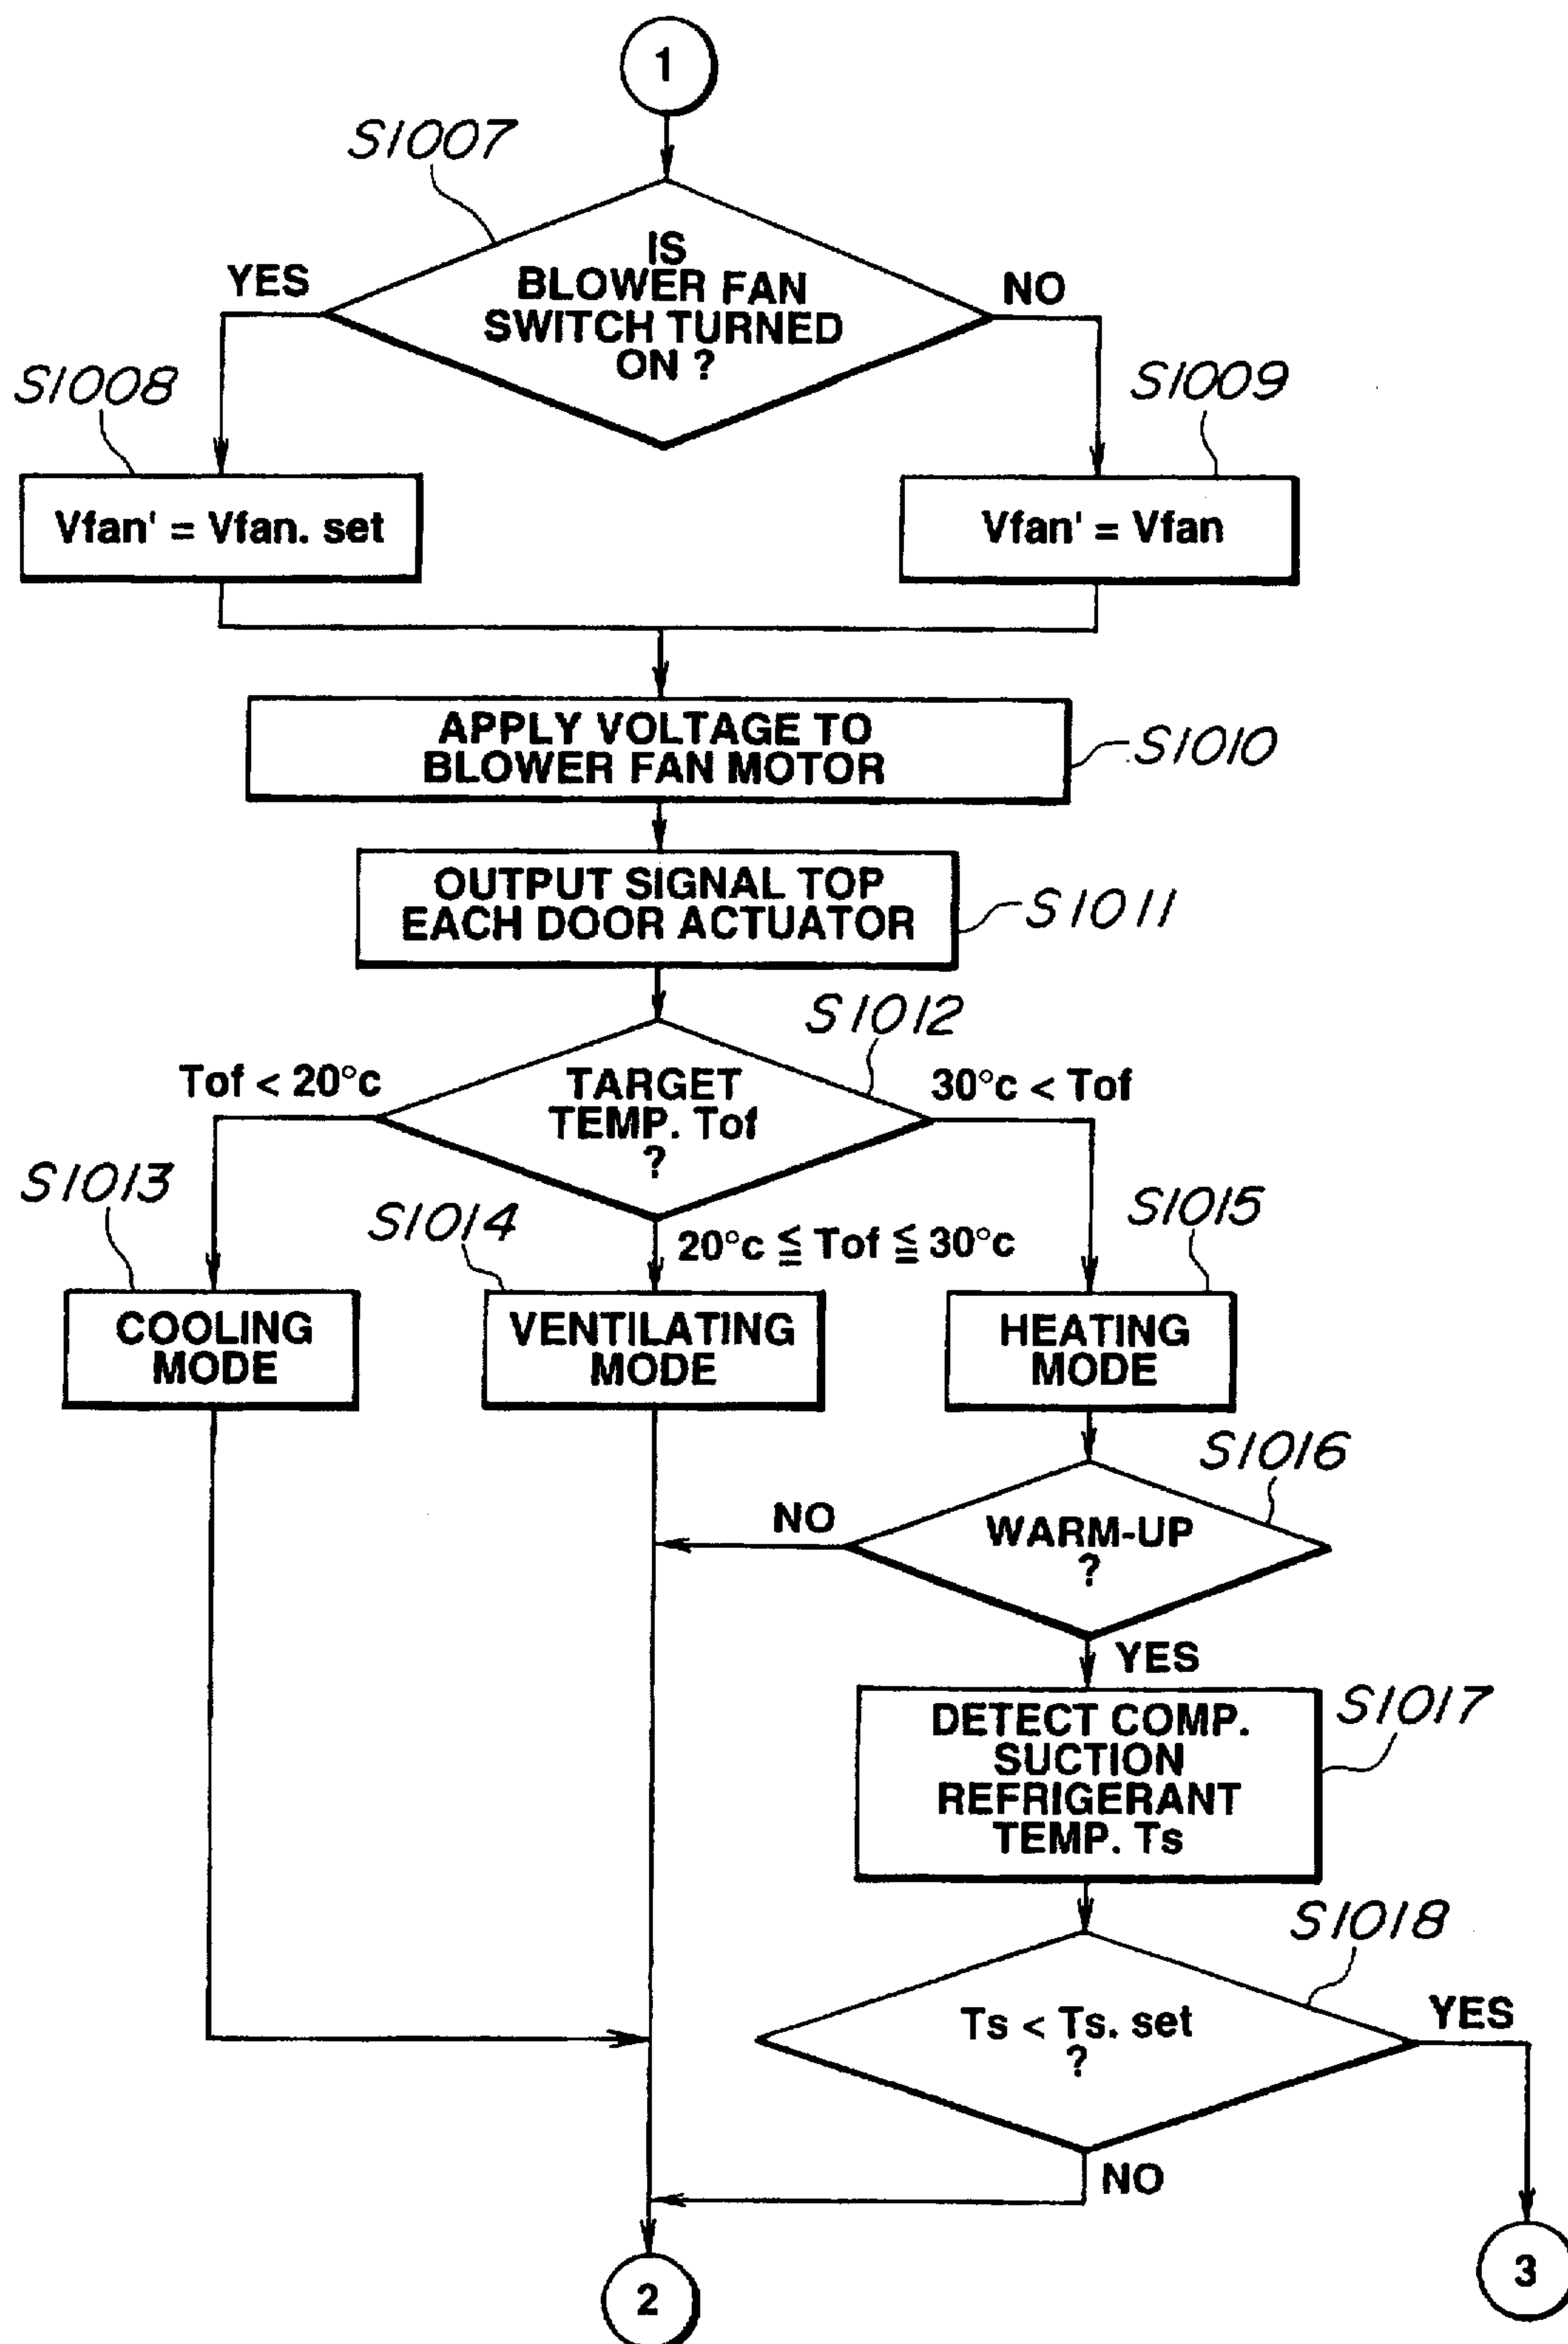 1
S1007
IS
BLOWER FAN
SWITCH TURNED
ON ?
YES
NO
S1008
S1009
Vfan' = Vfan. set
Vfan' = Vfan
APPLY VOLTAGE TO
BLOWER FAN MOTOR
S1010
OUTPUT SIGNAL TOP
EACH DOOR ACTUATOR
S1011
S1012
Tof < 20°c
TARGET
TEMP. Tof
?
30°c < Tof
S1013
S1014
20°c ≦ Tof ≦ 30°c
S1015
COOLING
MODE
VENTILATING
MODE
HEATING
MODE
S1016
NO
WARM-UP
?
YES
DETECT COMP.
SUCTION
REFRIGERANT
TEMP. Ts
S1017
S1018
Ts < Ts. set
?
YES
NO
2
3